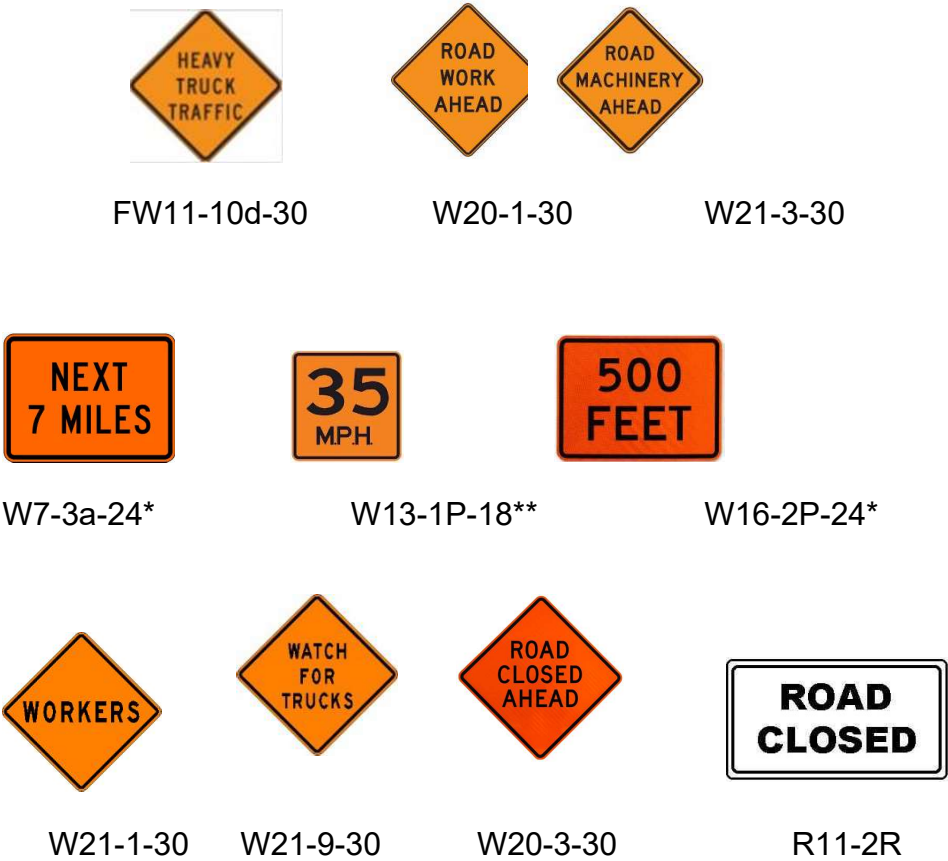 HEAVY
TRUCK
TRAFFIC
ROAD
WORK
AHEAD
ROAD
MACHINERY
AHEAD
FW11-10d-30
W20-1-30
W21-3-30
NEXT
7 MILES
35
M.P.H.
500
FEET
W7-3a-24*
W13-1P-18**
W16-2P-24*
WORKERS
WATCH
FOR
TRUCKS
ROAD
CLOSED
AHEAD
ROAD
CLOSED
W21-1-30
W21-9-30
W20-3-30
R11-2R